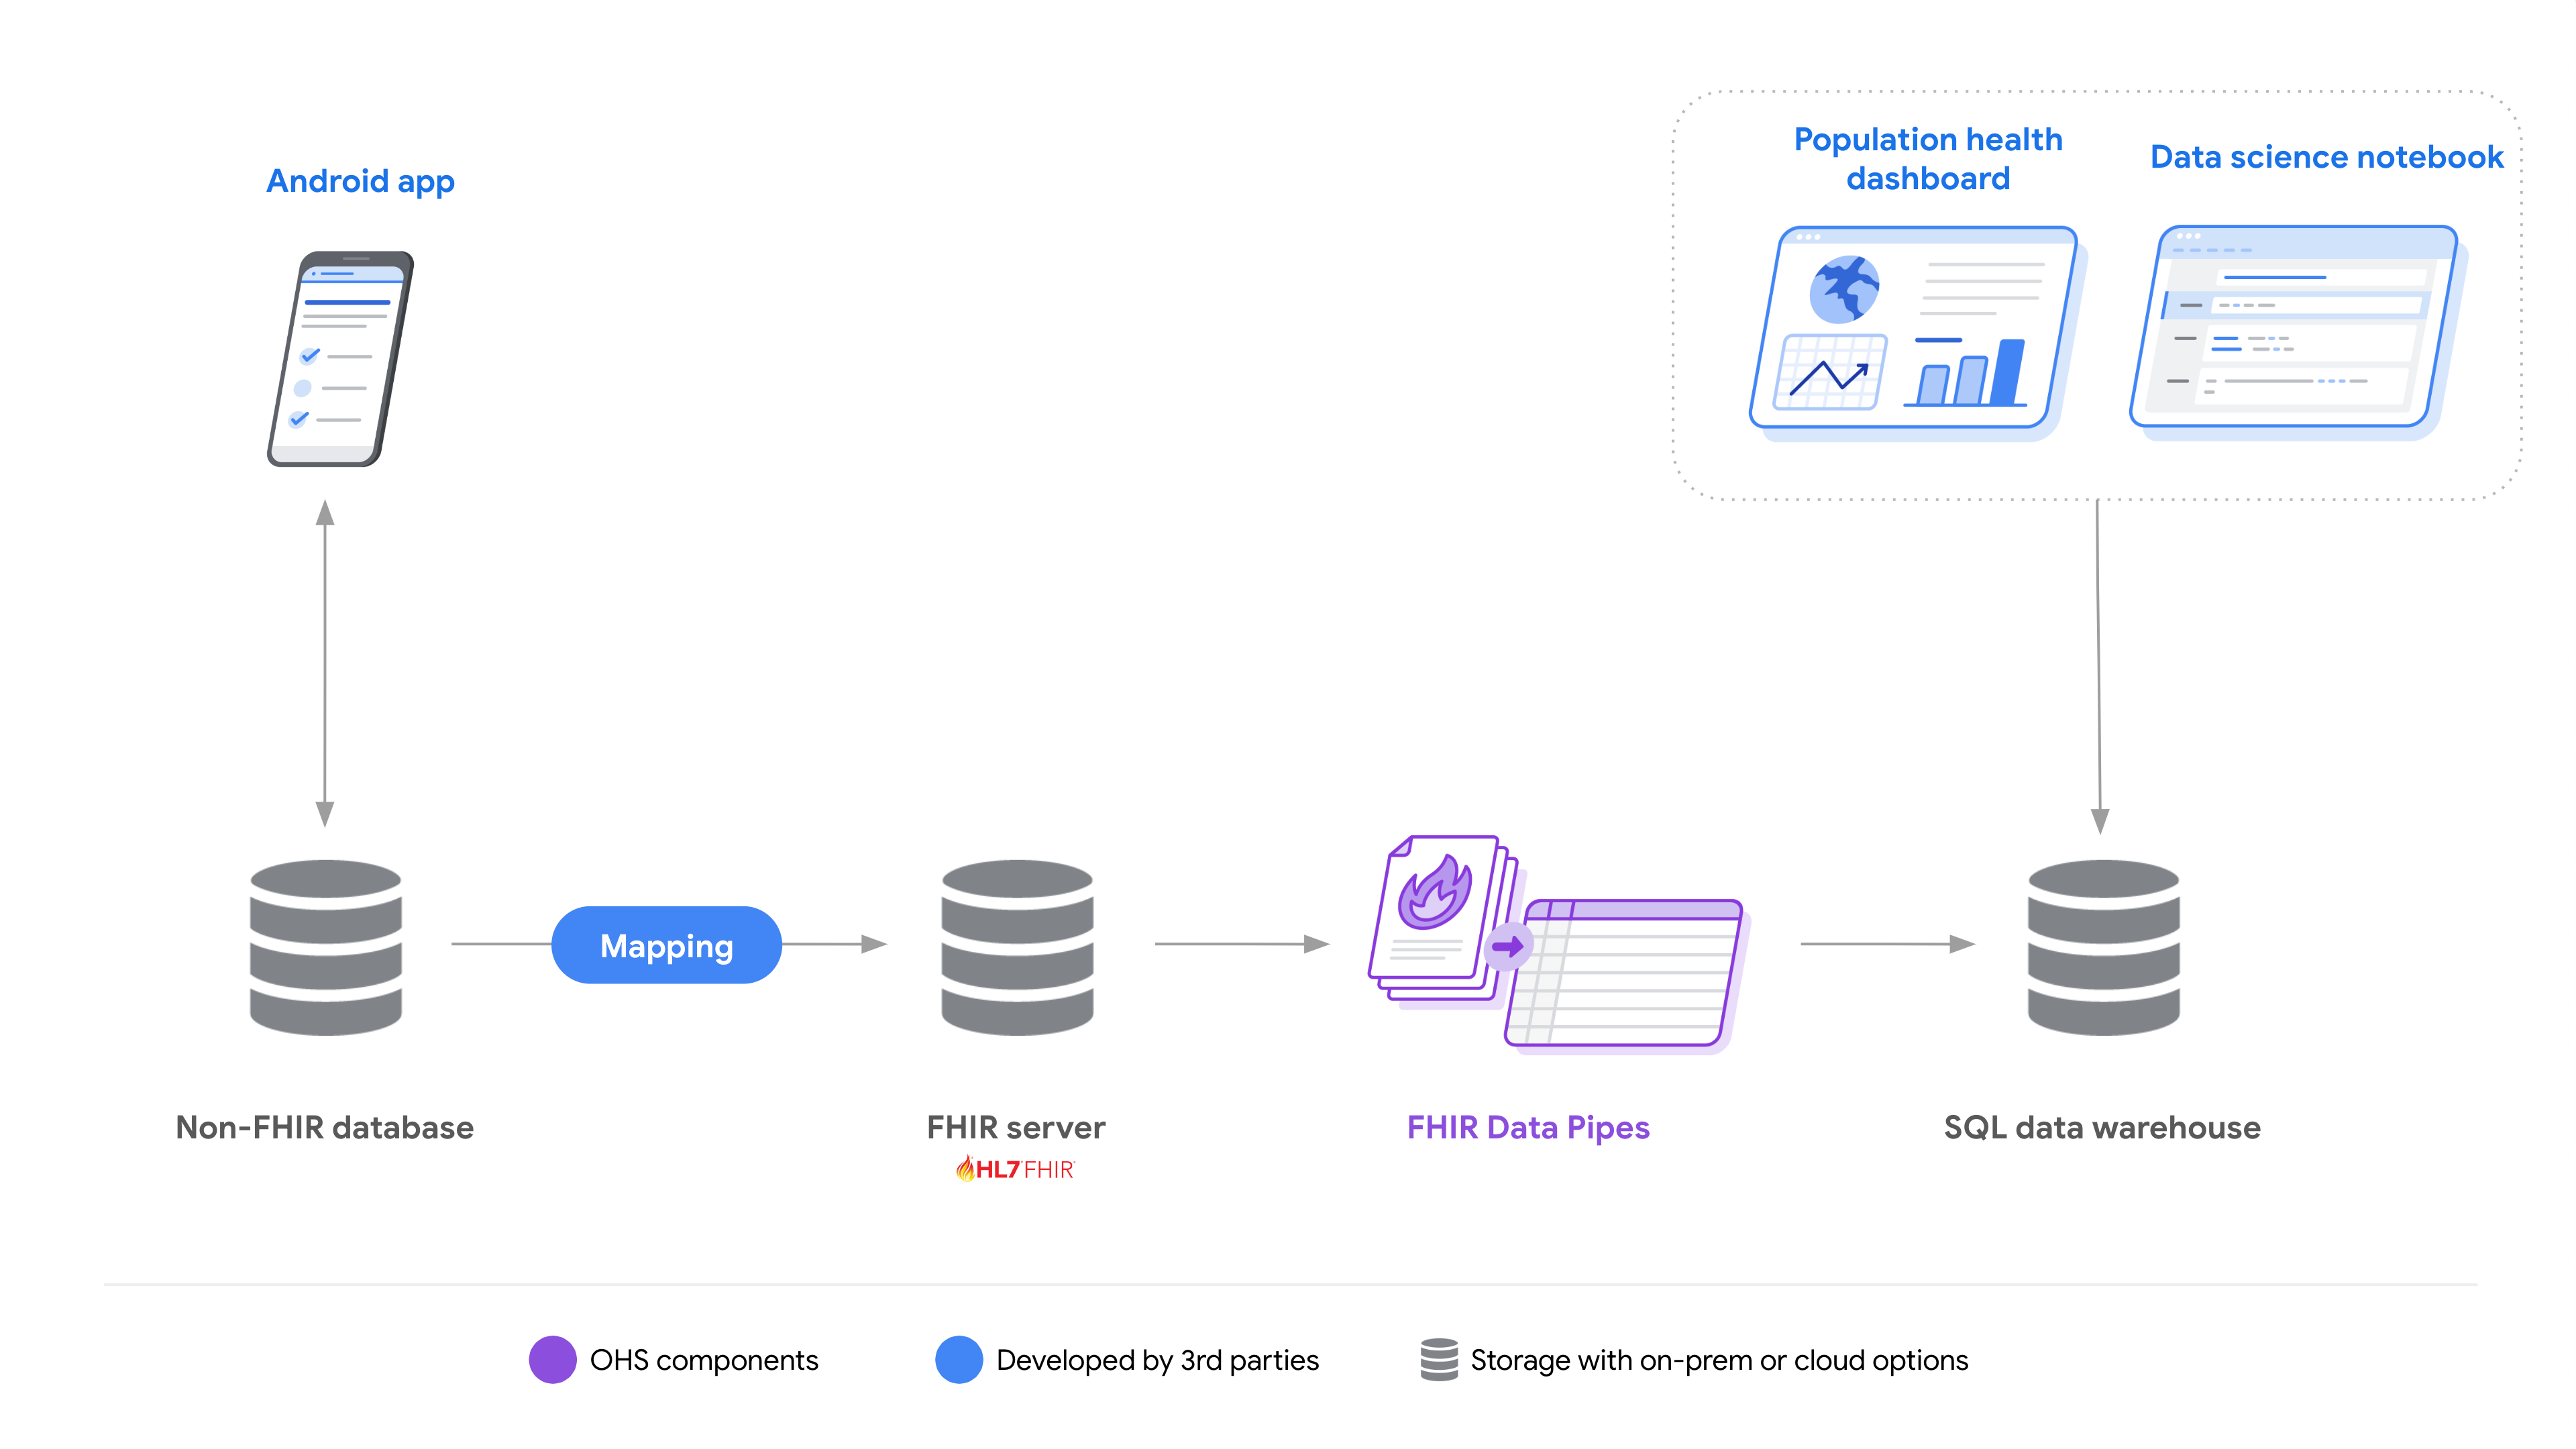 Android app
Population health
dashboard
Data science notebook
Mapping
Non-FHIR database
FHIR server
HL7 FHIR
FHIR Data Pipes
SQL data warehouse
OHS components
Developed by 3rd parties
Storage with on-prem or cloud options